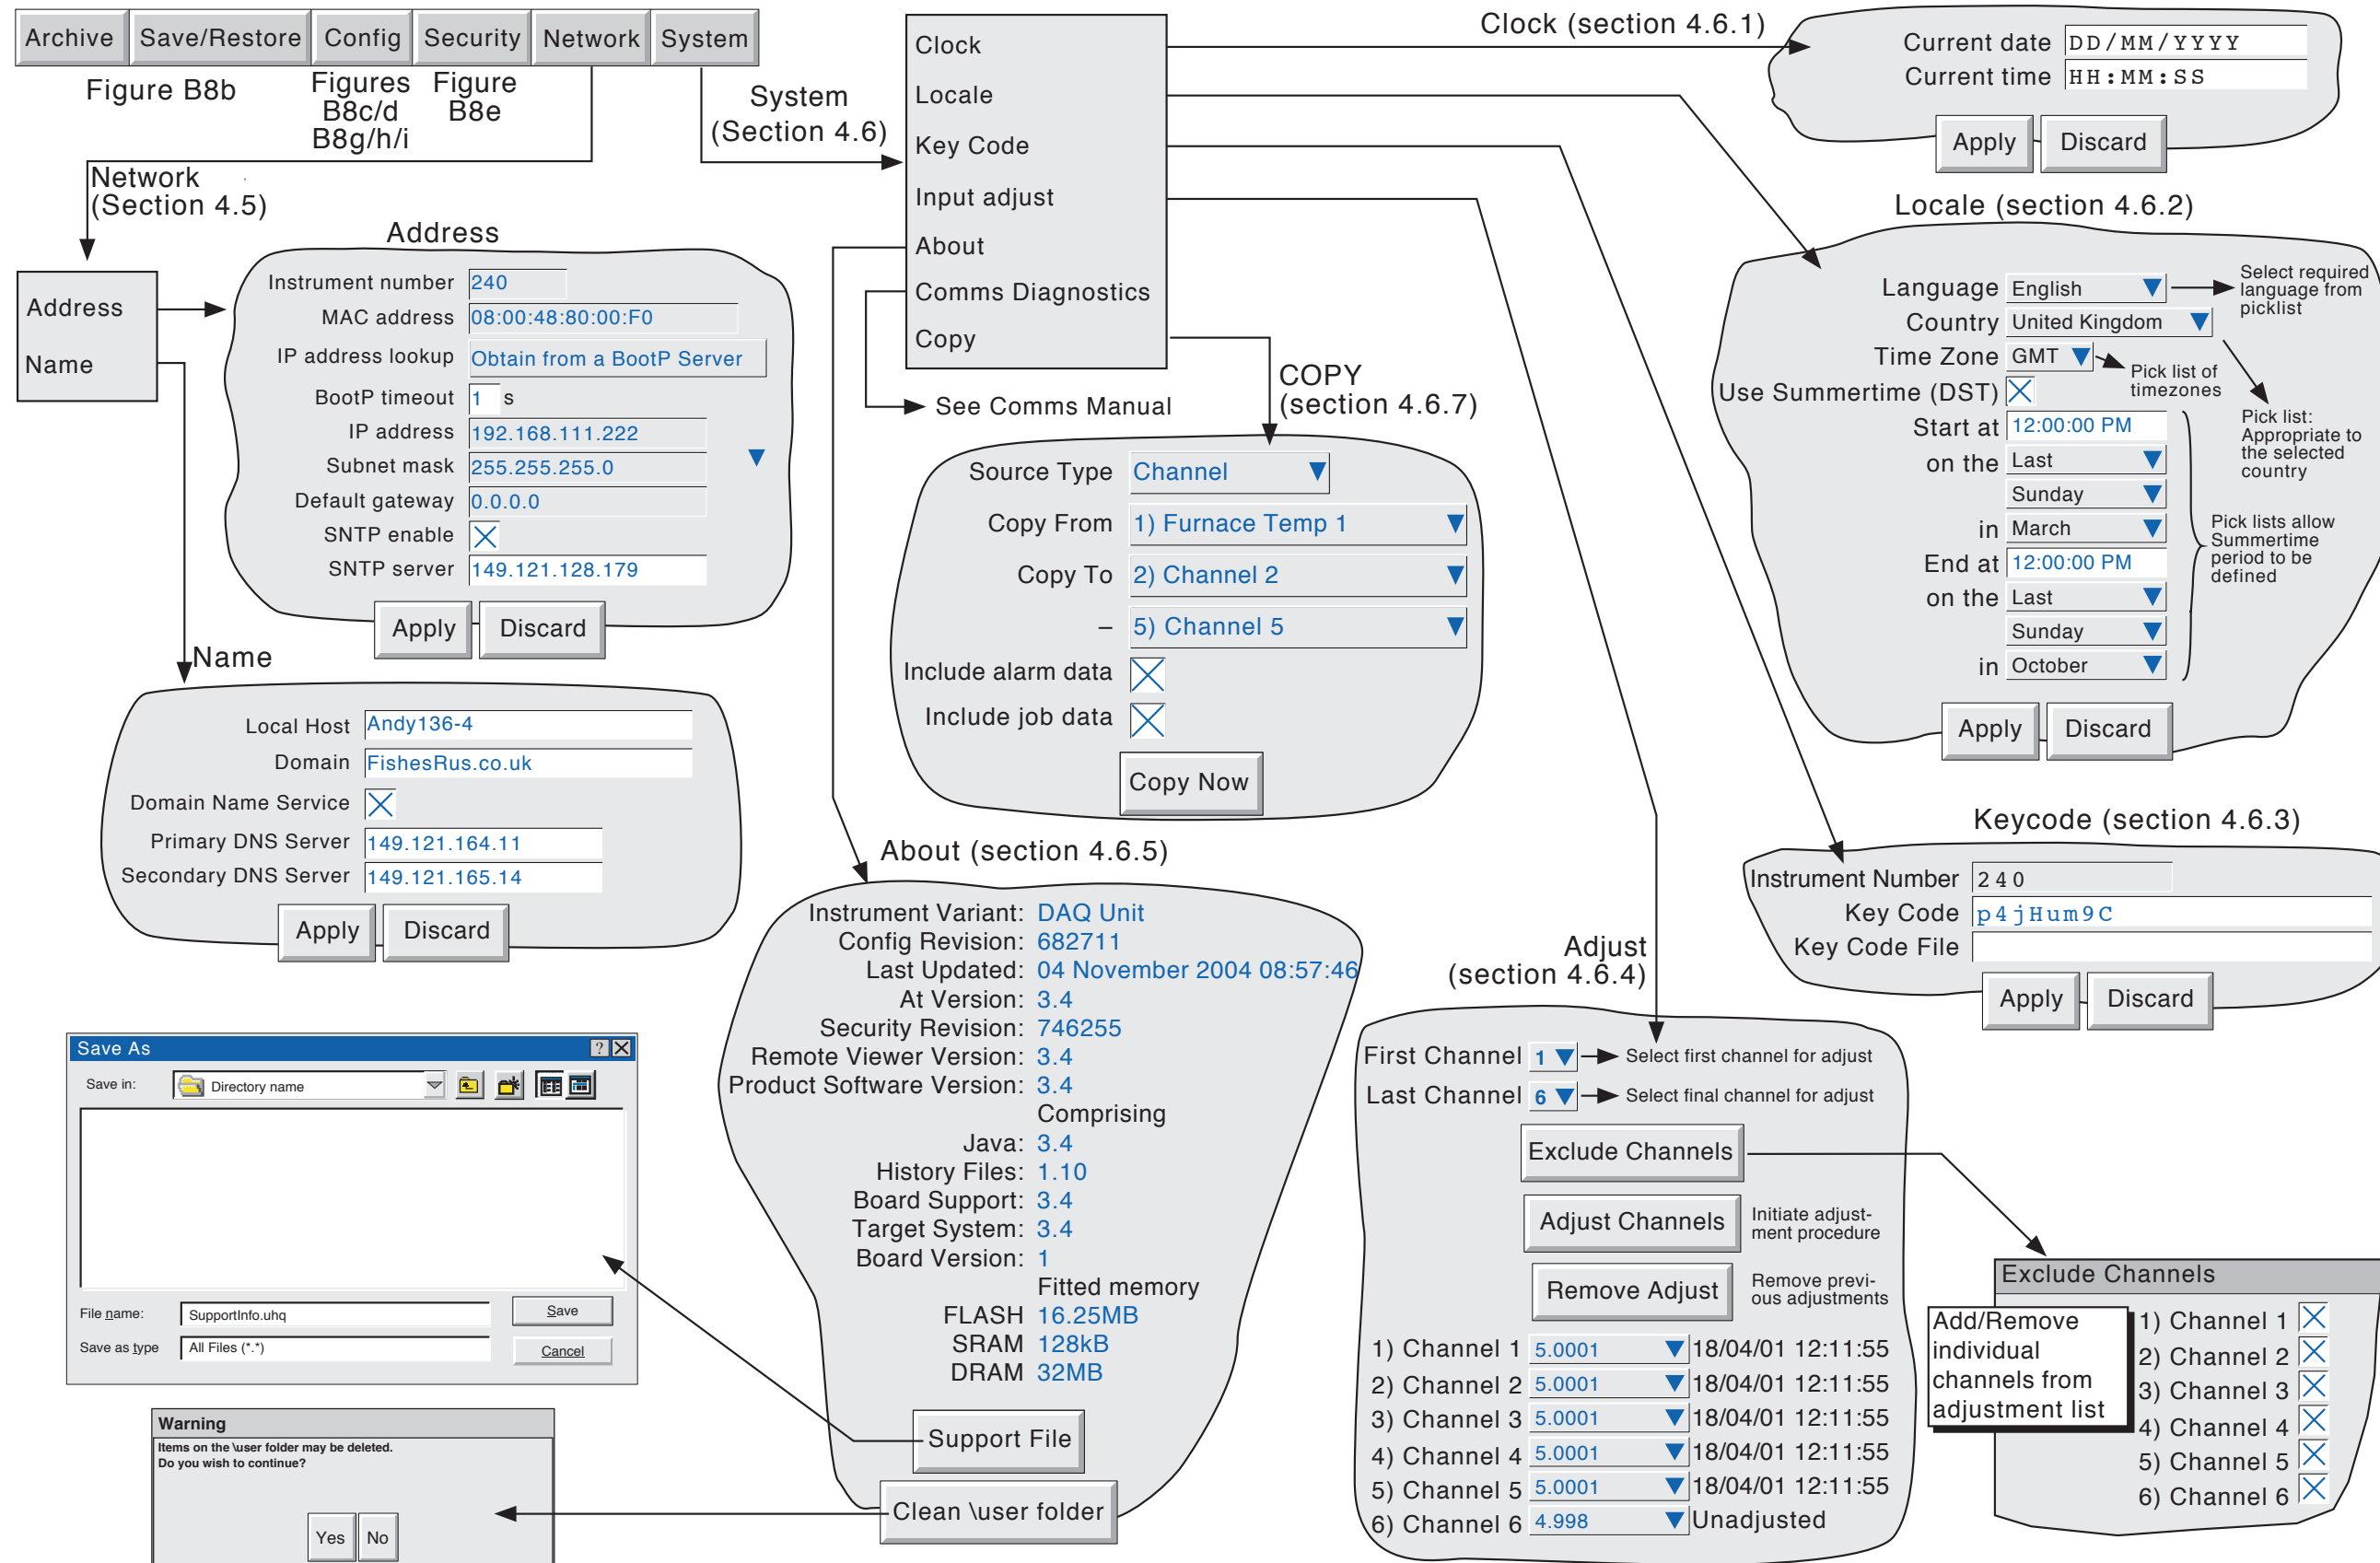 Archive Save/Restore Config Security Network System
Figure B8b
Figures
B8c/d
B8g/h/i
Figure
B8e
System
(Section 4.6)
Network
(Section 4.5)
Address
Name
Address
Instrument number 240
MAC address 08:00:48:80:00:F0
IP address lookup Obtain from a BootP Server
BootP timeout 1 s
IP address 192.168.111.222
Subnet mask 255.255.255.0
Default gateway 0.0.0.0
SNTP enable
SNTP server 149.121.128.179
Apply Discard
Name
Local Host Andy136-4
Domain FishesRus.co.uk
Domain Name Service
Primary DNS Server 149.121.164.11
Secondary DNS Server 149.121.165.14
Apply Discard
Clock
Locale
Key Code
Input adjust
About
Comms Diagnostics
Copy
See Comms Manual
COPY
(section 4.6.7)
Source Type Channel
Copy From 1) Furnace Temp 1
Copy To 2) Channel 2
– 5) Channel 5
Include alarm data
Include job data
Copy Now
Clock (section 4.6.1)
Current date DD/MM/YYYY
Current time HH:MM:SS
Apply Discard
Locale (section 4.6.2)
Language English
Select required
language from
picklist
Country United Kingdom
Time Zone GMT
Pick list of
timezones
Use Summertime (DST)
Pick list:
Appropriate to
the selected
country
Start at 12:00:00 PM
on the Last
Sunday
in March
End at 12:00:00 PM
on the Last
Sunday
in October
Pick lists allow
Summertime
period to be
defined
Apply Discard
Keycode (section 4.6.3)
Instrument Number 240
Key Code p4jHum9C
Key Code File
Apply Discard
About (section 4.6.5)
Instrument Variant: DAQ Unit
Config Revision: 682711
Last Updated: 04 November 2004 08:57:46
At Version: 3.4
Security Revision: 746255
Remote Viewer Version: 3.4
Product Software Version: 3.4
Comprising
Java: 3.4
History Files: 1.10
Board Support: 3.4
Target System: 3.4
Board Version: 1
Fitted memory
FLASH 16.25MB
SRAM 128kB
DRAM 32MB
Support File
Clean \user folder
Save As ? X
Save in: Directory name
File name: SupportInfo.uhq Save
Save as type All Files (*.*) Cancel
Warning
Items on the \user folder may be deleted.
Do you wish to continue?
Yes No
Adjust
(section 4.6.4)
First Channel 1 Select first channel for adjust
Last Channel 6 Select final channel for adjust
Exclude Channels
Adjust Channels
Initiate adjust-
ment procedure
Remove Adjust
Remove previ-
ous adjustments
1) Channel 1 5.0001 18/04/01 12:11:55
2) Channel 2 5.0001 18/04/01 12:11:55
3) Channel 3 5.0001 18/04/01 12:11:55
4) Channel 4 5.0001 18/04/01 12:11:55
5) Channel 5 5.0001 18/04/01 12:11:55
6) Channel 6 4.998 Unadjusted
Exclude Channels
Add/Remove
individual
channels from
adjustment list
1) Channel 1
2) Channel 2
3) Channel 3
4) Channel 4
5) Channel 5
6) Channel 6